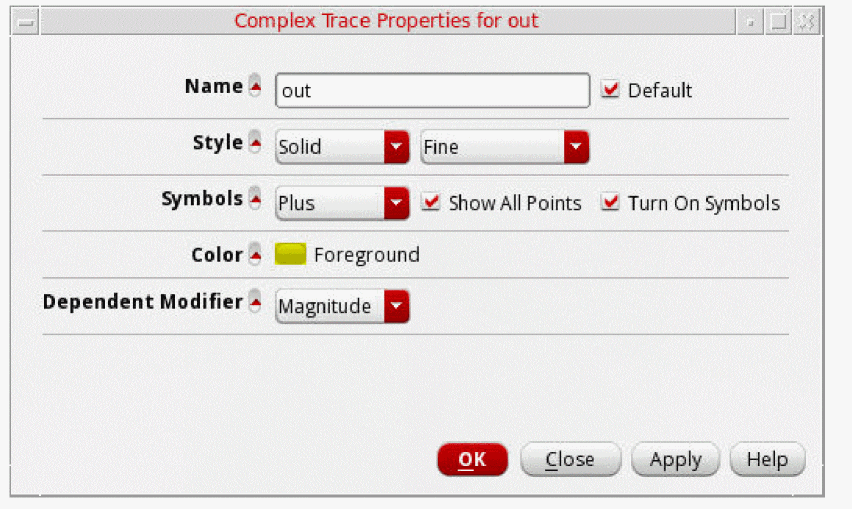 Complex Trace Properties for out
Name out Default
Style Solid Fine
Symbols Plus Show All Points Turn On Symbols
Color Foreground
Dependent Modifier Magnitude
OK Close Apply Help